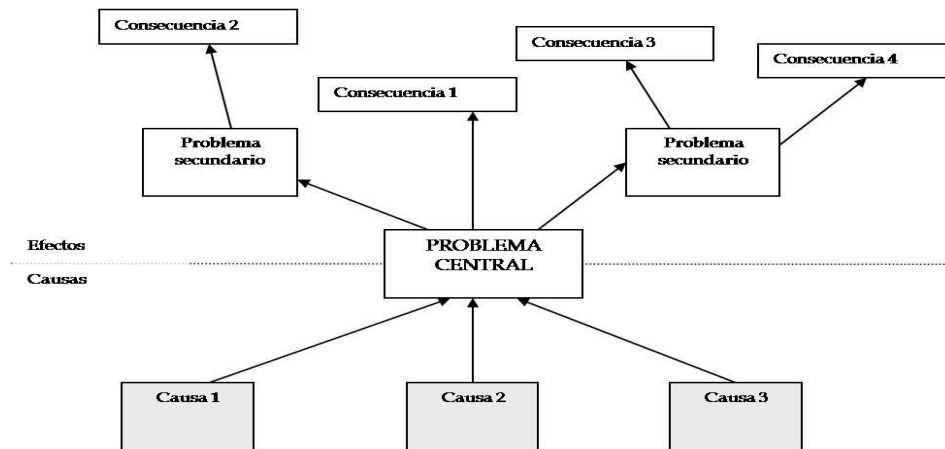 Consecuencia 2
Consecuencia 3
Consecuencia 4
Consecuencia 1
Problema
secundario
Problema
secundario
PROBLEMA
CENTRAL
Efectos
Causas
Causa 1
Causa 2
Causa 3